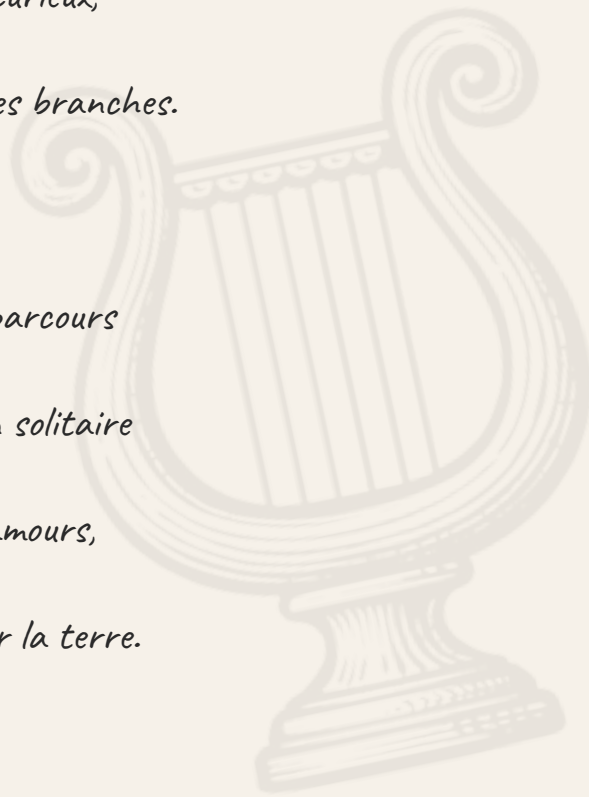 curieux,
es branches.
parcours
solitaire
amours,
r la terre.